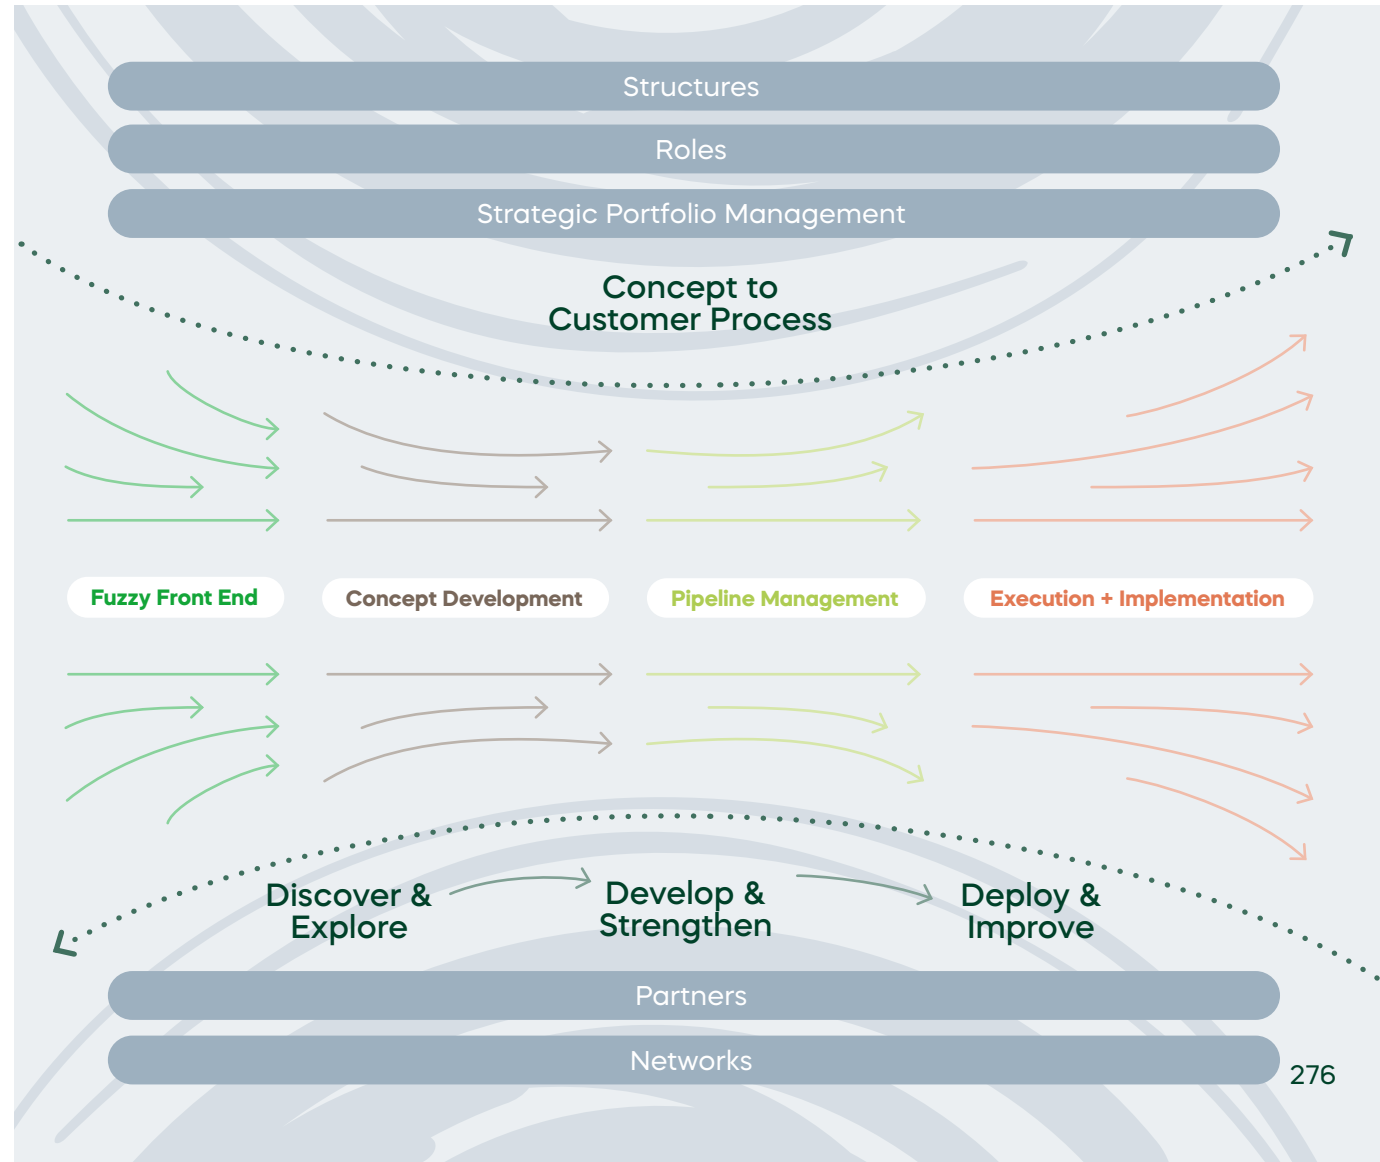 Structures
Roles
Strategic Portfolio Management
Concept to
Customer Process
Fuzzy Front End
Concept Development
Pipeline Management
Execution + Implementation
Discover &
Explore
Develop &
Strengthen
Deploy &
Improve
Partners
Networks
276